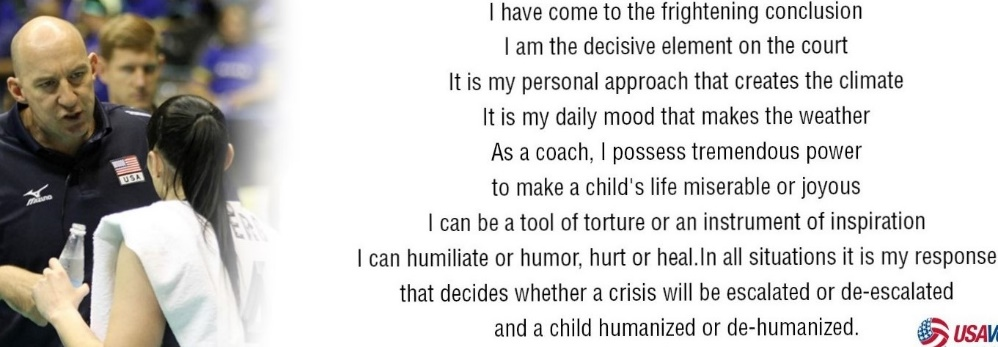 I have come to the frightening conclusion
I am the decisive element on the court
It is my personal approach that creates the climate
It is my daily mood that makes the weather
As a coach, I possess tremendous power
to make a child's life miserable or joyous
I can be a tool of torture or an instrument of inspiration
I can humiliate or humor, hurt or heal.In all situations it is my response
that decides whether a crisis will be escalated or de-escalated
and a child humanized or de-humanized.
USA
MIZUNO
USAV